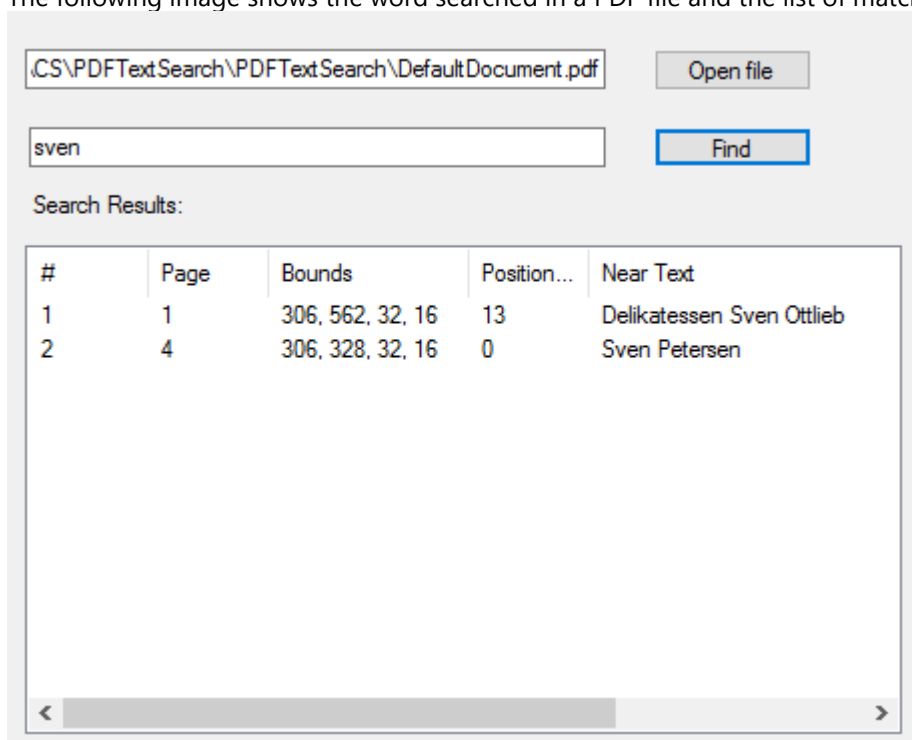 The following image shows the word searched in a PDF file and the list of
.CS\PDFTextSearch\PDFTextSearch\DefaultDocument.pdf Open file
sven Find
Search Results:
# Page Bounds Position... Near Text
1 1 306, 562, 32, 16 13 Delikatessen Sven Ottlieb
2 4 306, 328, 32, 16 0 Sven Petersen